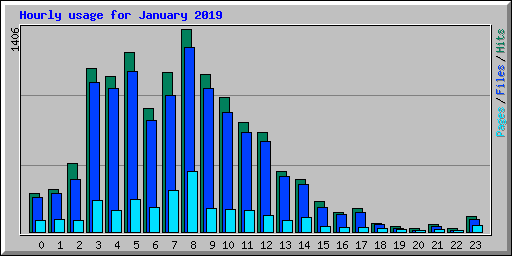 Hourly usage for January 2019
1406
Pages/Files/Hits
0 1 2 3 4 5 6 7 8 9 10 11 12 13 14 15 16 17 18 19 20 21 22 23